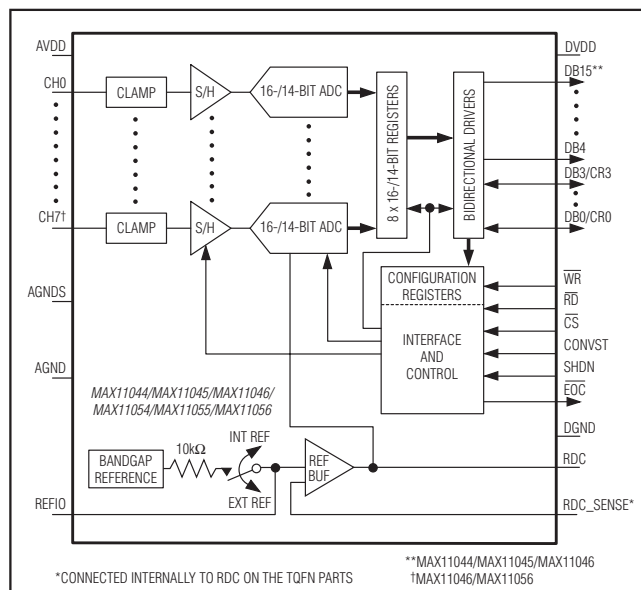 AVDD
DVDD
CH0
CLAMP
S/H
16-/14-BIT ADC
8 x 16-/14-BIT REGISTERS
BIDIRECTIONAL DRIVERS
DB15**
DB4
DB3/CR3
DB0/CR0
CH7†
CLAMP
S/H
16-/14-BIT ADC
CONFIGURATION
REGISTERS
INTERFACE
AND
CONTROL
WR
RD
CS
CONVST
SHDN
EOC
AGNDS
AGND
DGND
MAX11044/MAX11045/MAX11046/
MAX11054/MAX11055/MAX11056
BANDGAP
REFERENCE
10kΩ
INT REF
EXT REF
REF
BUF
RDC
REFIO
RDC_SENSE*
*CONNECTED INTERNALLY TO RDC ON THE TQFN PARTS
**MAX11044/MAX11045/MAX11046
†MAX11046/MAX11056